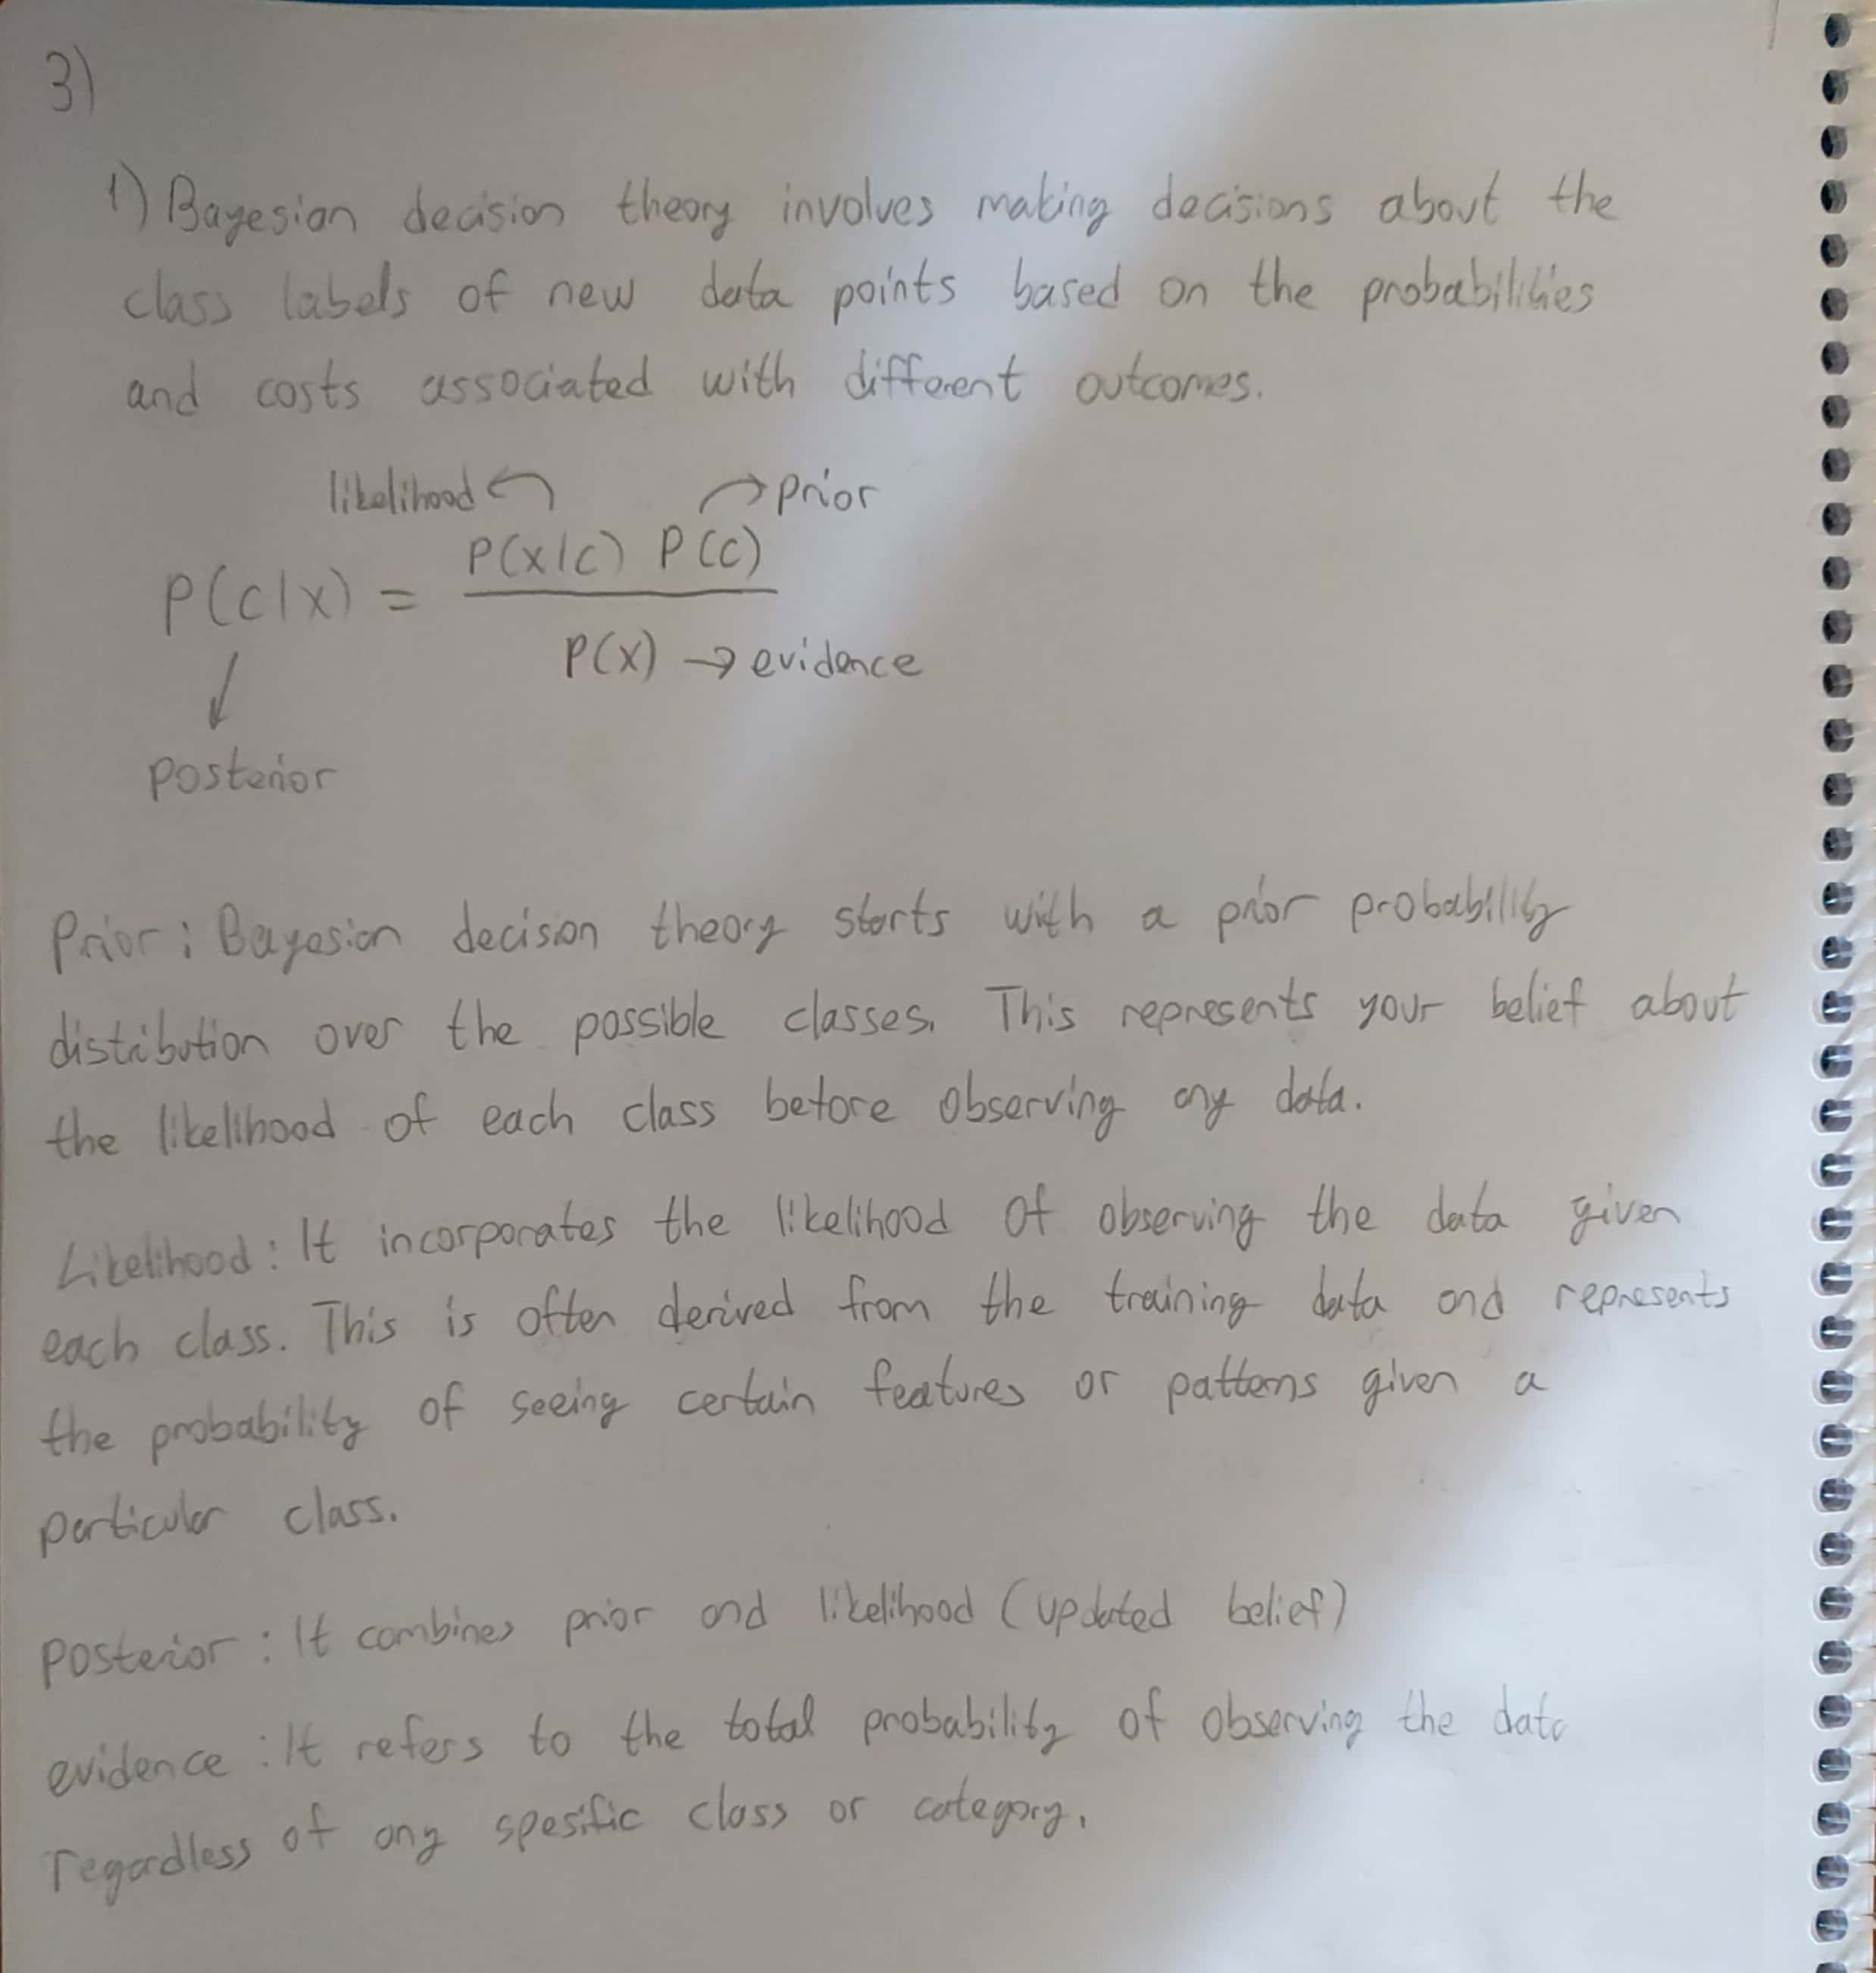 3)
1) Bayesian decision theory involves making decisions about the
class labels of new data points based on the probabilities
and costs associated with different outcomes.
likelihood ↶ ↷ prior
P(x|c) P(c)
P(c|x) =
P(x) → evidence
↓
posterior
Prior : Bayesian decision theory starts with a prior probability
distribution over the possible classes. This represents your belief about
the likelihood of each class before observing any data.
Likelihood : It incorporates the likelihood of observing the data given
each class. This is often derived from the training data and represents
the probability of seeing certain features or patterns given a
particular class.
posterior : It combines prior and likelihood (updated belief)
evidence : It refers to the total probability of observing the data
regardless of any spesific class or category.